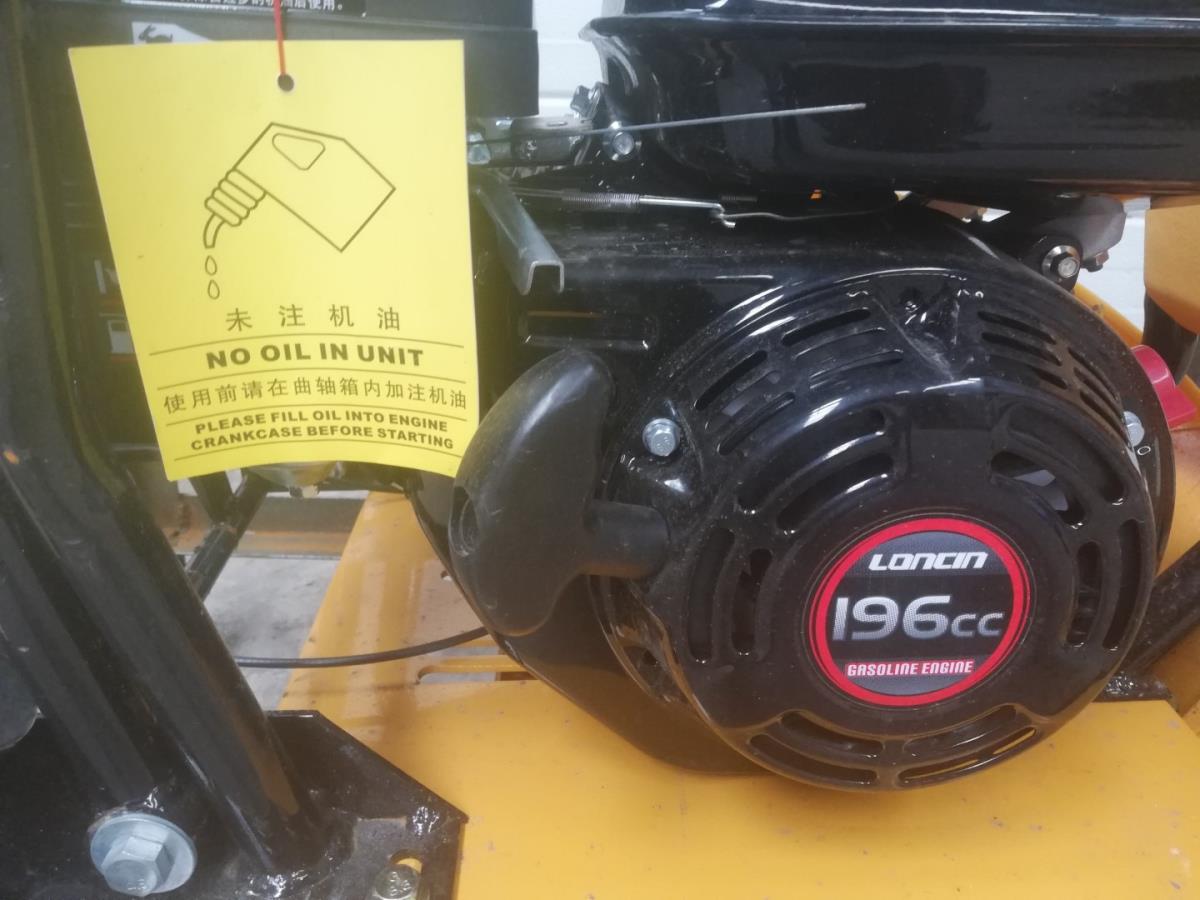 未注机油
NO OIL IN UNIT
使用前请在曲轴箱内加注机油
PLEASE FILL OIL INTO ENGINE
CRANKCASE BEFORE STARTING
LONCIN
196cc
GASOLINE ENGINE